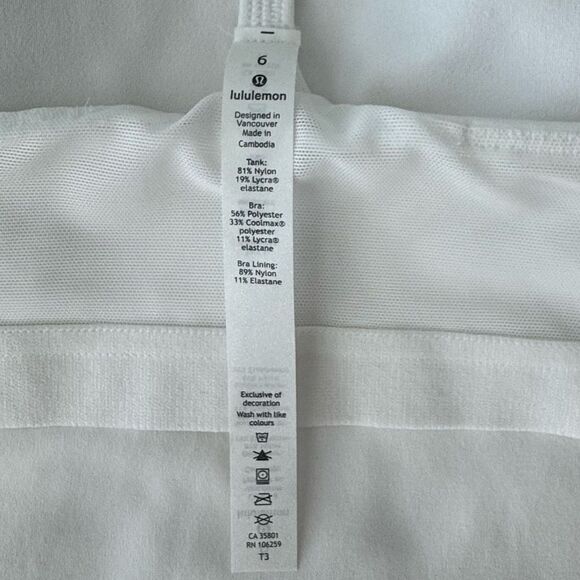 6
lululemon
Designed in
Vancouver
Made in
Cambodia
Tank:
81% Nylon
19% Lycra®
elastane
Bra:
56% Polyester
33% Coolmax®
polyester
11% Lycra®
elastane
Bra Lining:
89% Nylon
11% Elastane
Exclusive of
decoration
Wash with like
colours
CA 35801
RN 106259
T3